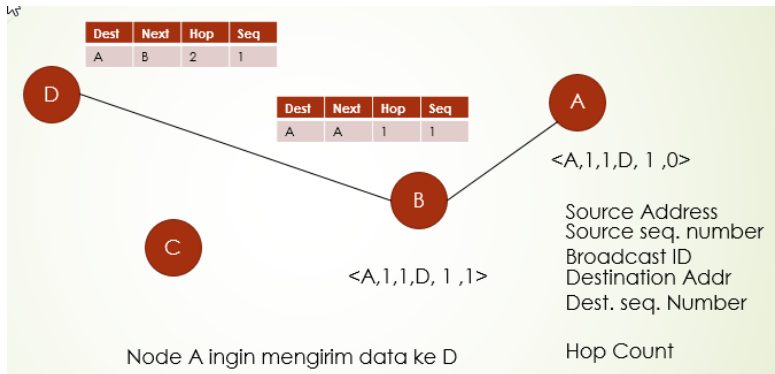 Dest Next Hop Seq
A B 2 1
D
Dest Next Hop Seq
A A 1 1
A
<A,1,1,D, 1 ,0>
B
Source Address
Source seq. number
C
Broadcast ID
<A,1,1,D, 1 ,1>
Destination Addr
Dest. seq. Number
Node A ingin mengirim data ke D
Hop Count